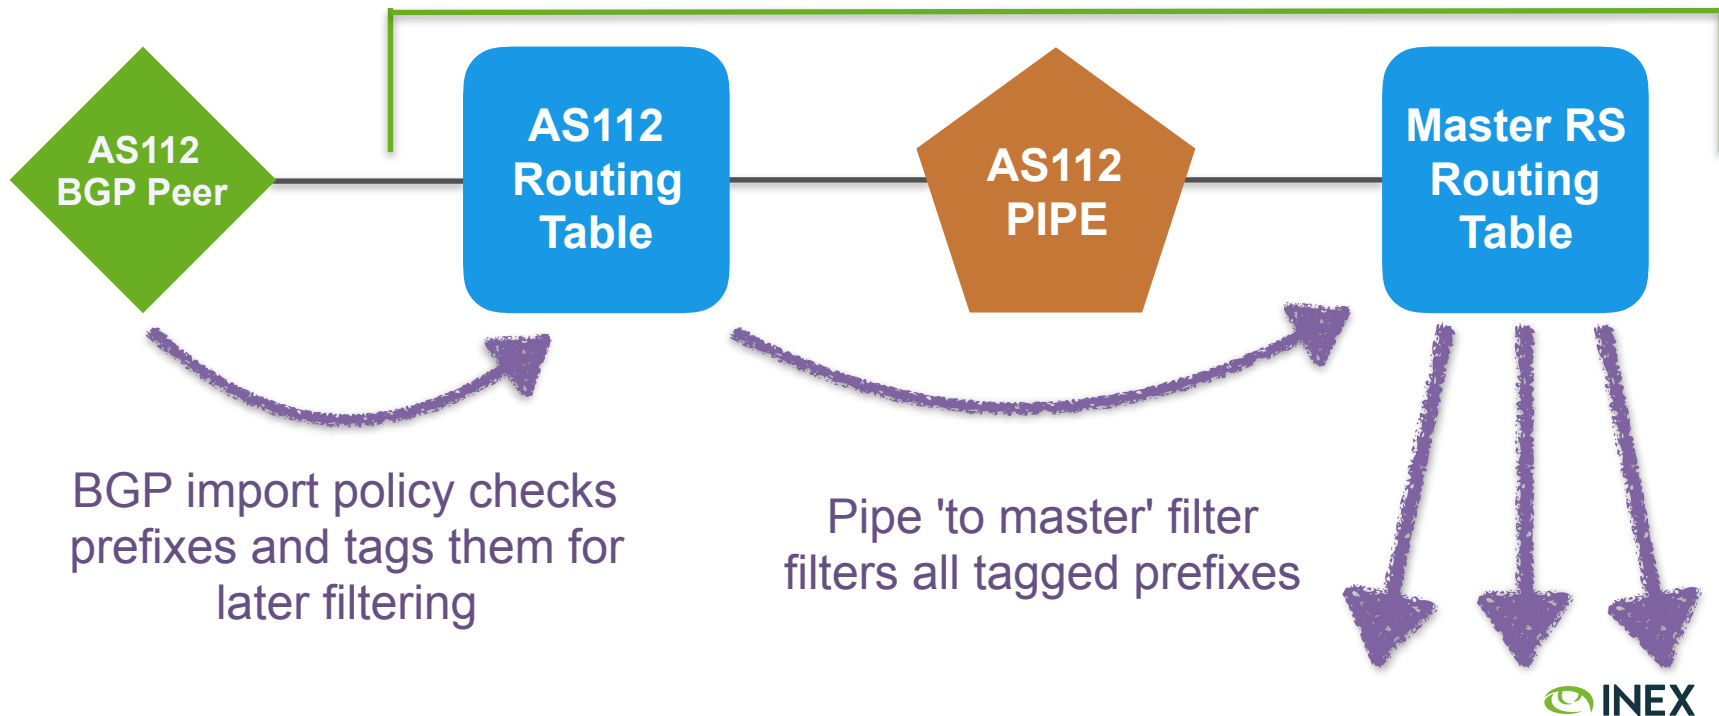 AS112
BGP Peer
AS112
Routing
Table
AS112
PIPE
Master RS
Routing
Table
BGP import policy checks
prefixes and tags them for
later filtering
Pipe 'to master' filter
filters all tagged prefixes
INEX